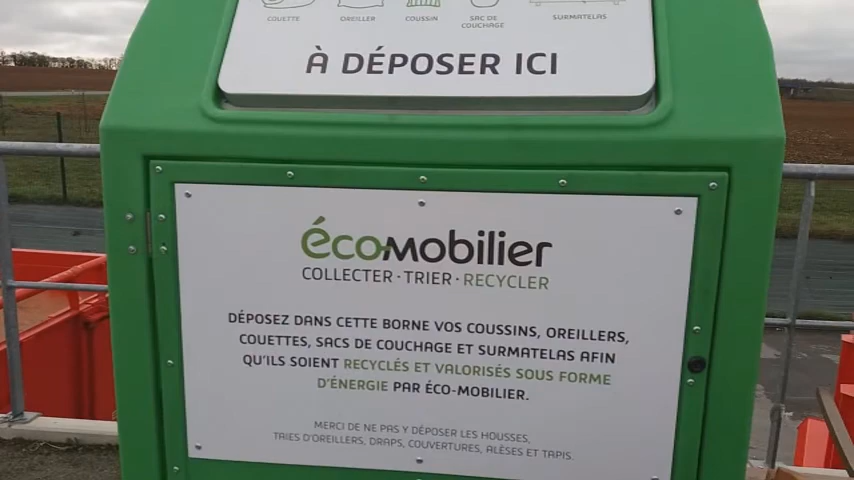 COUETTE OREILLER COUSSIN SAC DE COUCHAGE SURMATELAS
À DÉPOSER ICI
écomobilier
COLLECTER · TRIER · RECYCLER
DÉPOSEZ DANS CETTE BORNE VOS COUSSINS, OREILLERS,
COUETTES, SACS DE COUCHAGE ET SURMATELAS AFIN
QU'ILS SOIENT RECYCLÉS ET VALORISÉS SOUS FORME
D'ÉNERGIE PAR ÉCO-MOBILIER.
MERCI DE NE PAS Y DÉPOSER LES HOUSSES,
TAIES D'OREILLERS, DRAPS, COUVERTURES, ALÈSES ET TAPIS.